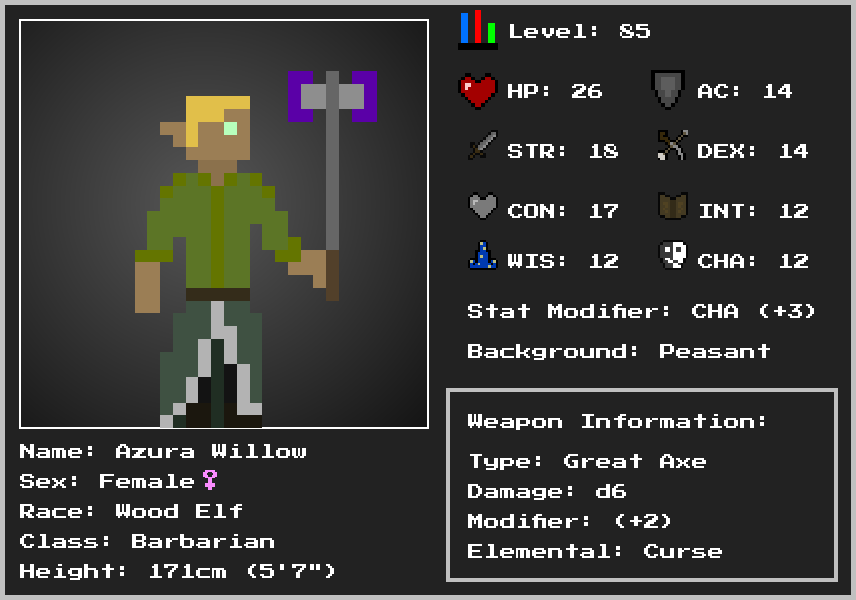 Level: 85
HP: 26
AC: 14
STR: 18
DEX: 14
CON: 17
INT: 12
WIS: 12
CHA: 12
Stat Modifier: CHA (+3)
Background: Peasant
Weapon Information:
Type: Great Axe
Damage: d6
Modifier: (+2)
Elemental: Curse
Name: Azura Willow
Sex: Female♀
Race: Wood Elf
Class: Barbarian
Height: 171cm (5'7")